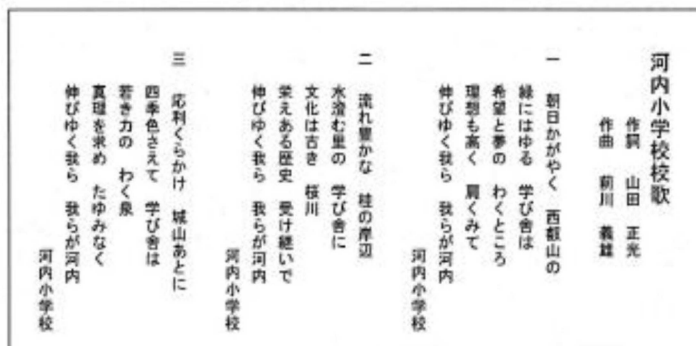 河内小学校校歌
作詞 山田 正光
作曲 前川 義雄
一 朝日かがやく 西叡山の
緑にはゆる 学び舎は
希望と夢の わくところ
理想も高く 肩くみて
伸びゆく我ら 我らが河内
河内小学校
二 流れ豊かな 桂の岸辺
水澄む里の 学び舎に
文化は古き 桜川
栄えある歴史 受け継いで
伸びゆく我ら 我らが河内
河内小学校
三 応利くらかけ 城山あとに
四季色さえて 学び舎は
若き力の わく泉
真理を求め たゆみなく
伸びゆく我ら 我らが河内
河内小学校